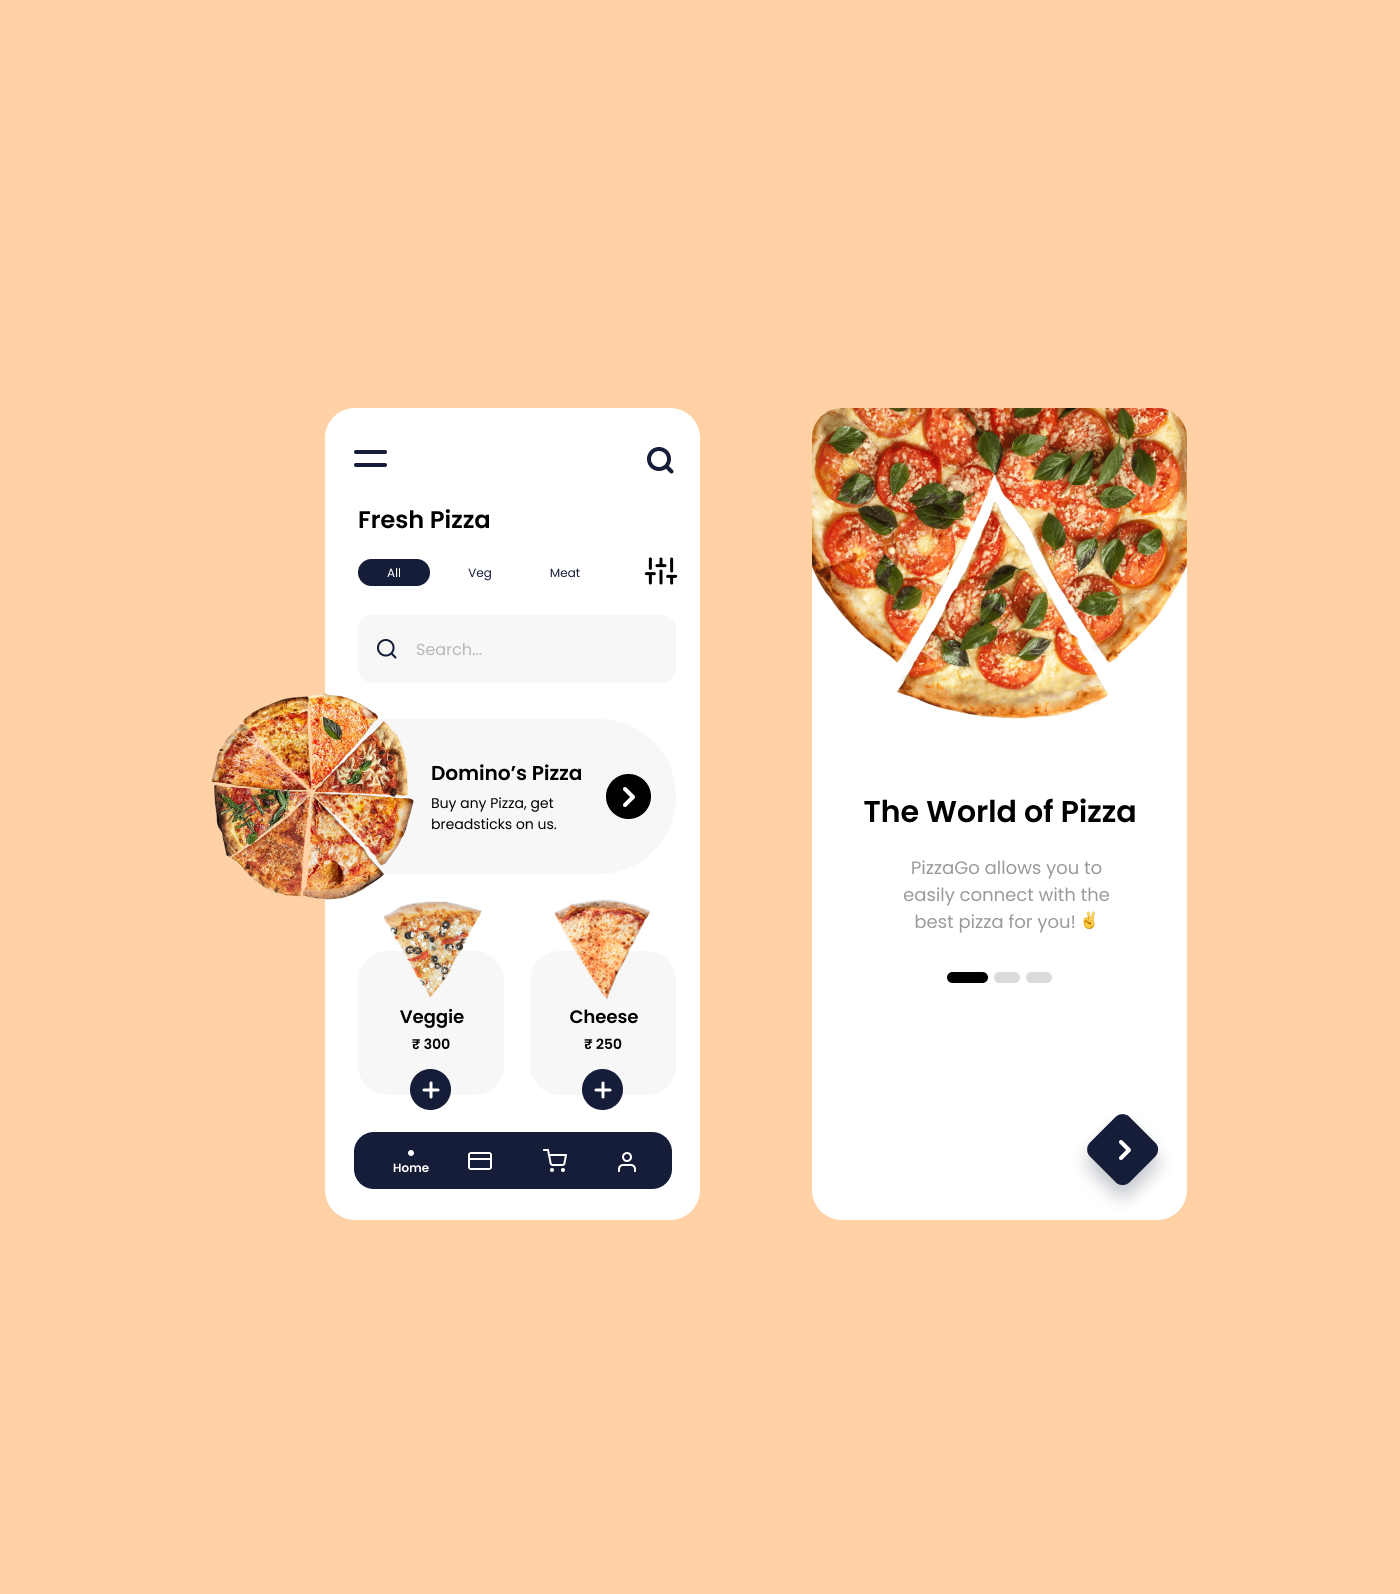 Fresh Pizza
All Veg Meat
Search...
Domino’s Pizza
Buy any Pizza, get
breadsticks on us.
Veggie
₹ 300
Cheese
₹ 250
Home
The World of Pizza
PizzaGo allows you to
easily connect with the
best pizza for you! ✌️